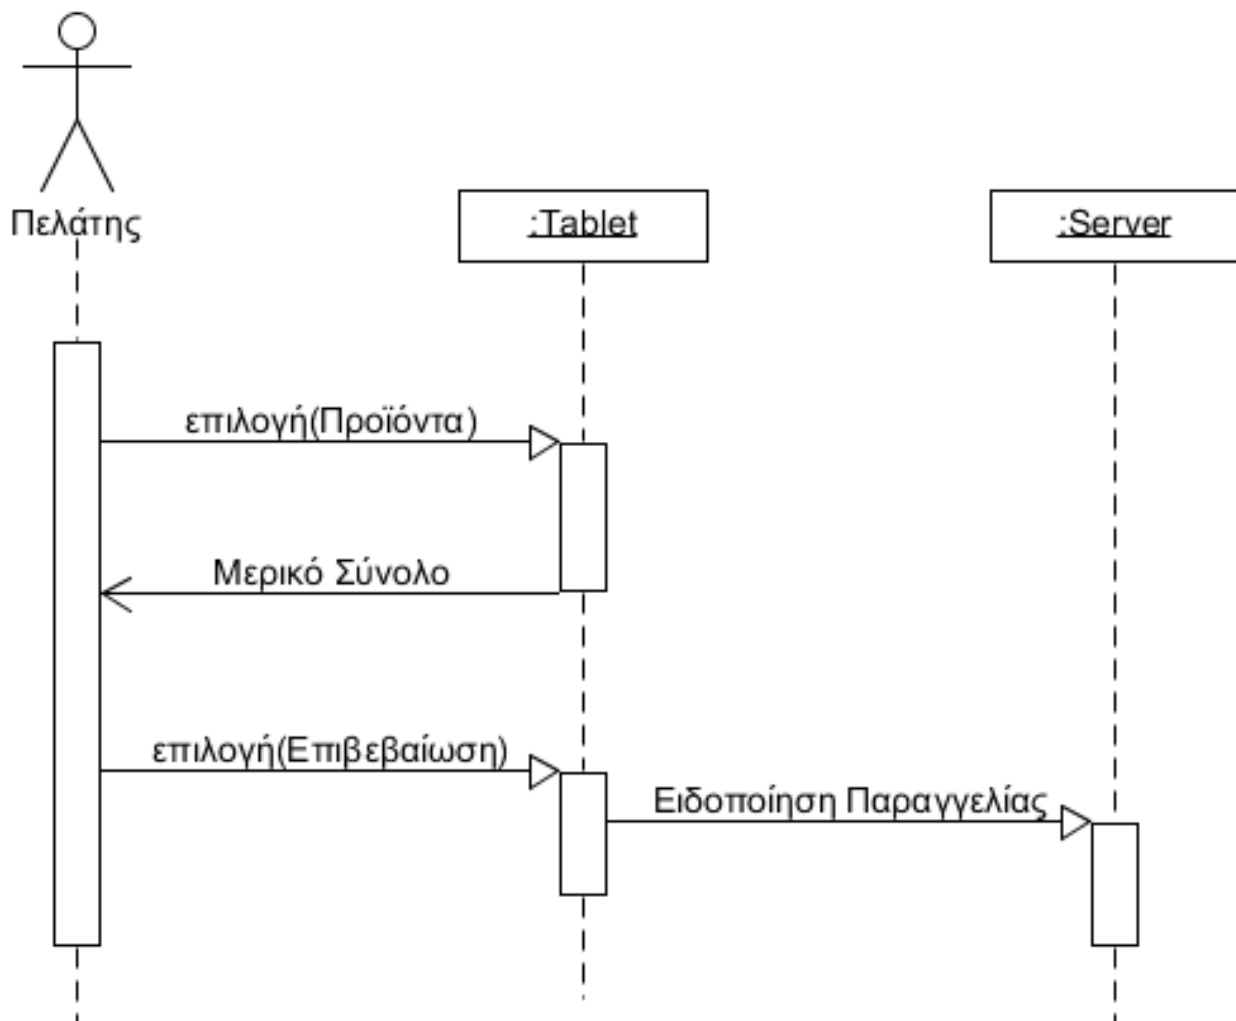 Πελάτης
:Tablet
:Server
επιλογή(Προϊόντα)
Μερικό Σύνολο
επιλογή(Επιβεβαίωση)
Ειδοποίηση Παραγγελίας